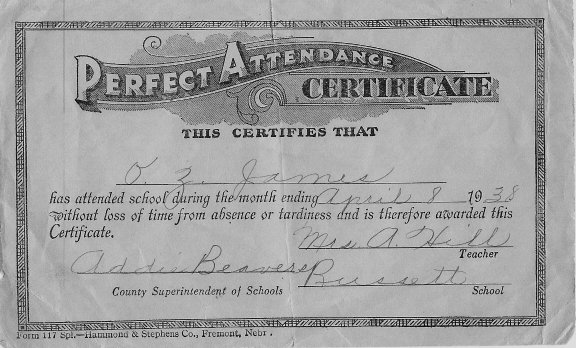 PERFECT ATTENDANCE
CERTIFICATE
THIS CERTIFIES THAT
O. Z. James
has attended school during the month ending April 8 1938
without loss of time from absence or tardiness and is therefore awarded this
Certificate.
Mrs A. Hill
Teacher
Addie Beavers
Bussett
County Superintendent of Schools
School
Form 117 Spl.—Hammond & Stephens Co., Fremont, Nebr.